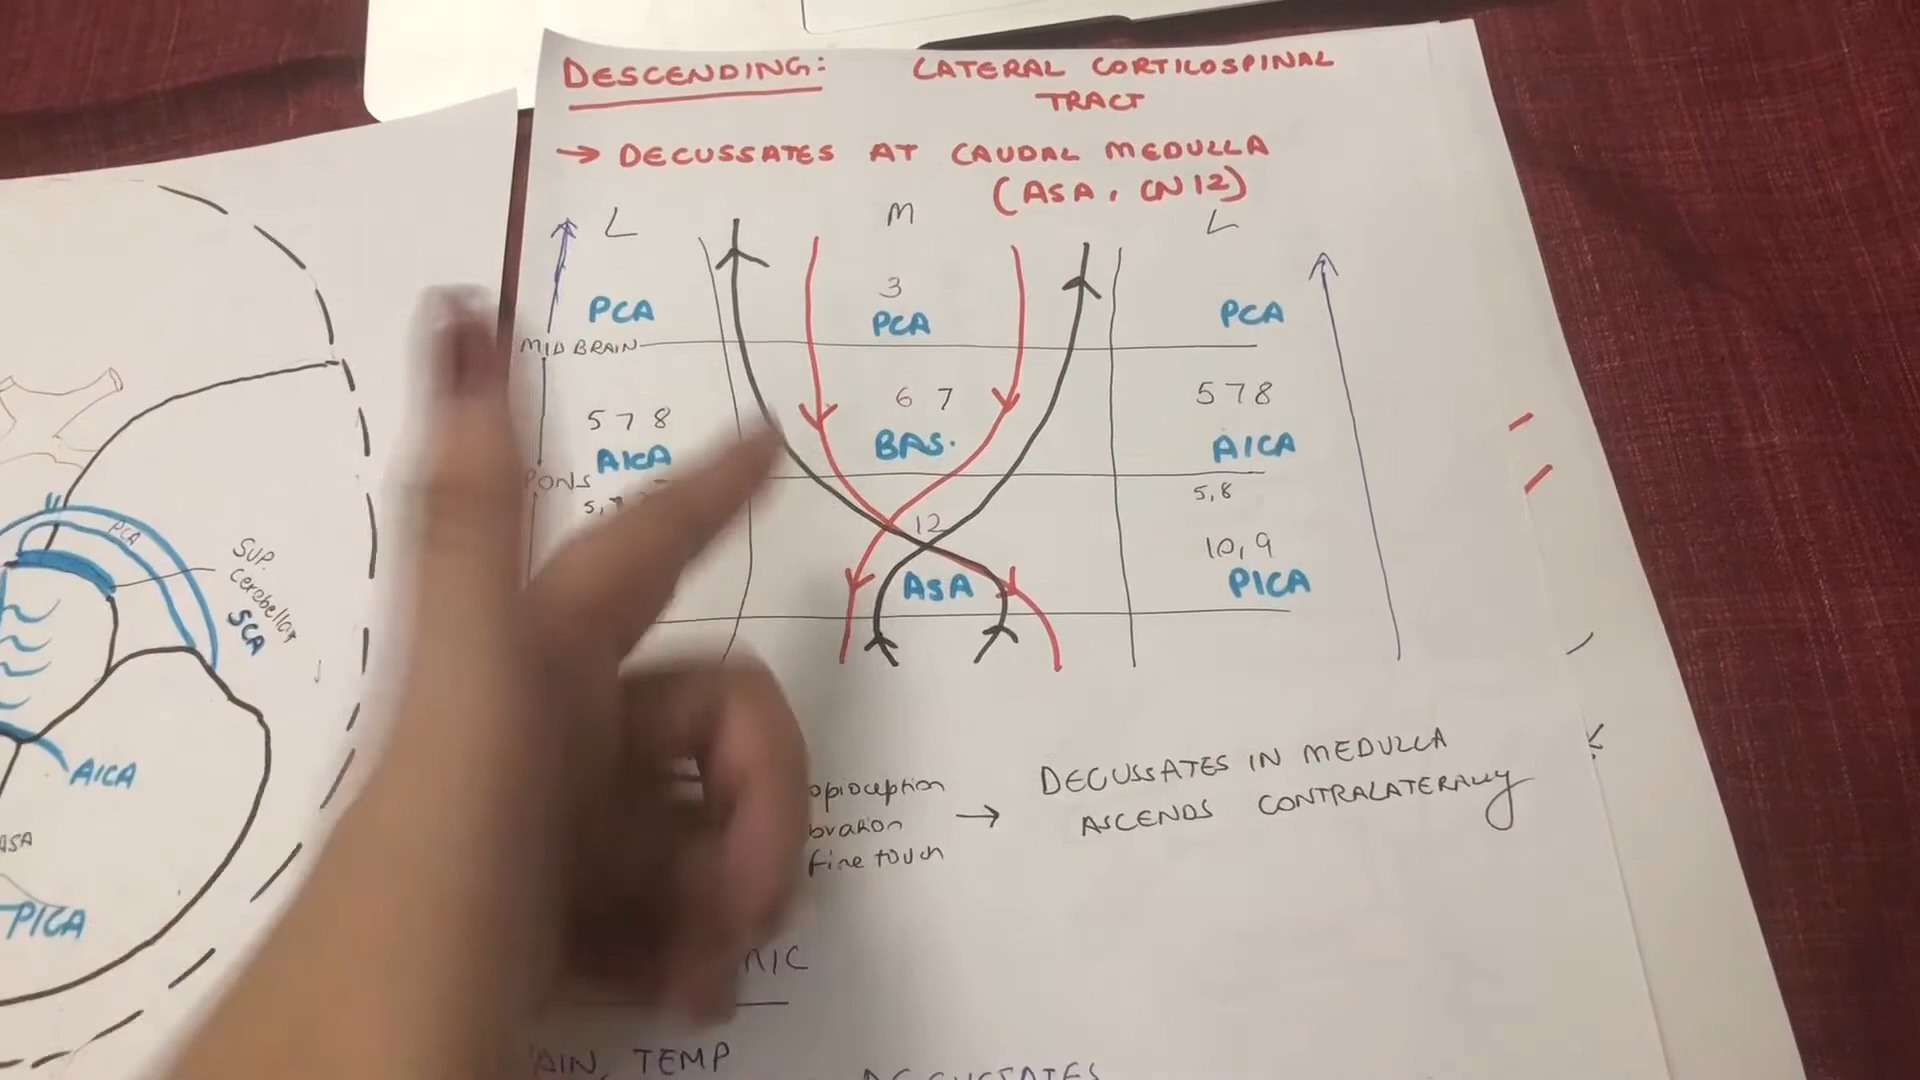 DESCENDING: LATERAL CORTICOSPINAL
TRACT
→ DECUSSATES AT CAUDAL MEDULLA
(ASA, CN12)
L M L
3
PCA PCA PCA
MIDBRAIN
6 7
5 7 8 5 7 8
BAS.
AICA AICA
PONS
5,8
12
10,9
ASA PICA
DECUSSATES IN MEDULLA
→ ASCENDS CONTRALATERALLY
fine touch
TEMP
PCA
SUP.
cerebellar
SCA
AICA
ASA
PICA